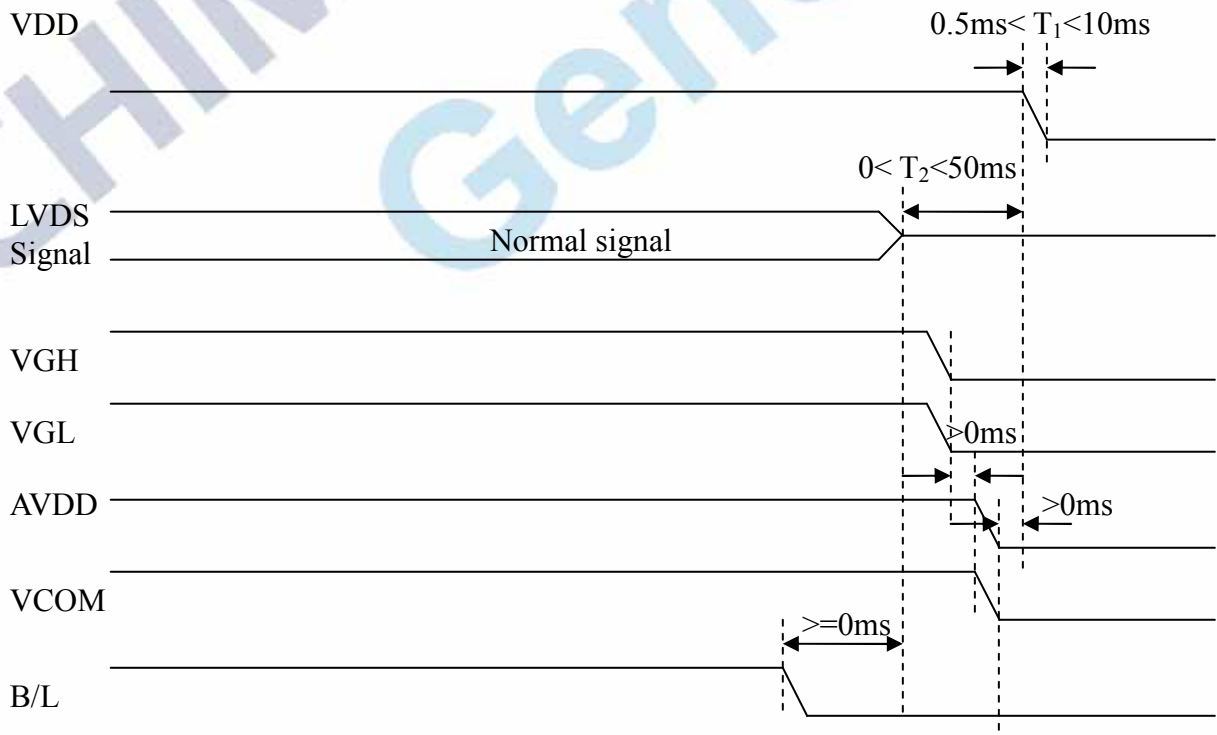 VDD
0.5ms< T₁<10ms
0< T₂<50ms
LVDS
Signal
Normal signal
VGH
VGL
>0ms
AVDD
>0ms
VCOM
>=0ms
B/L